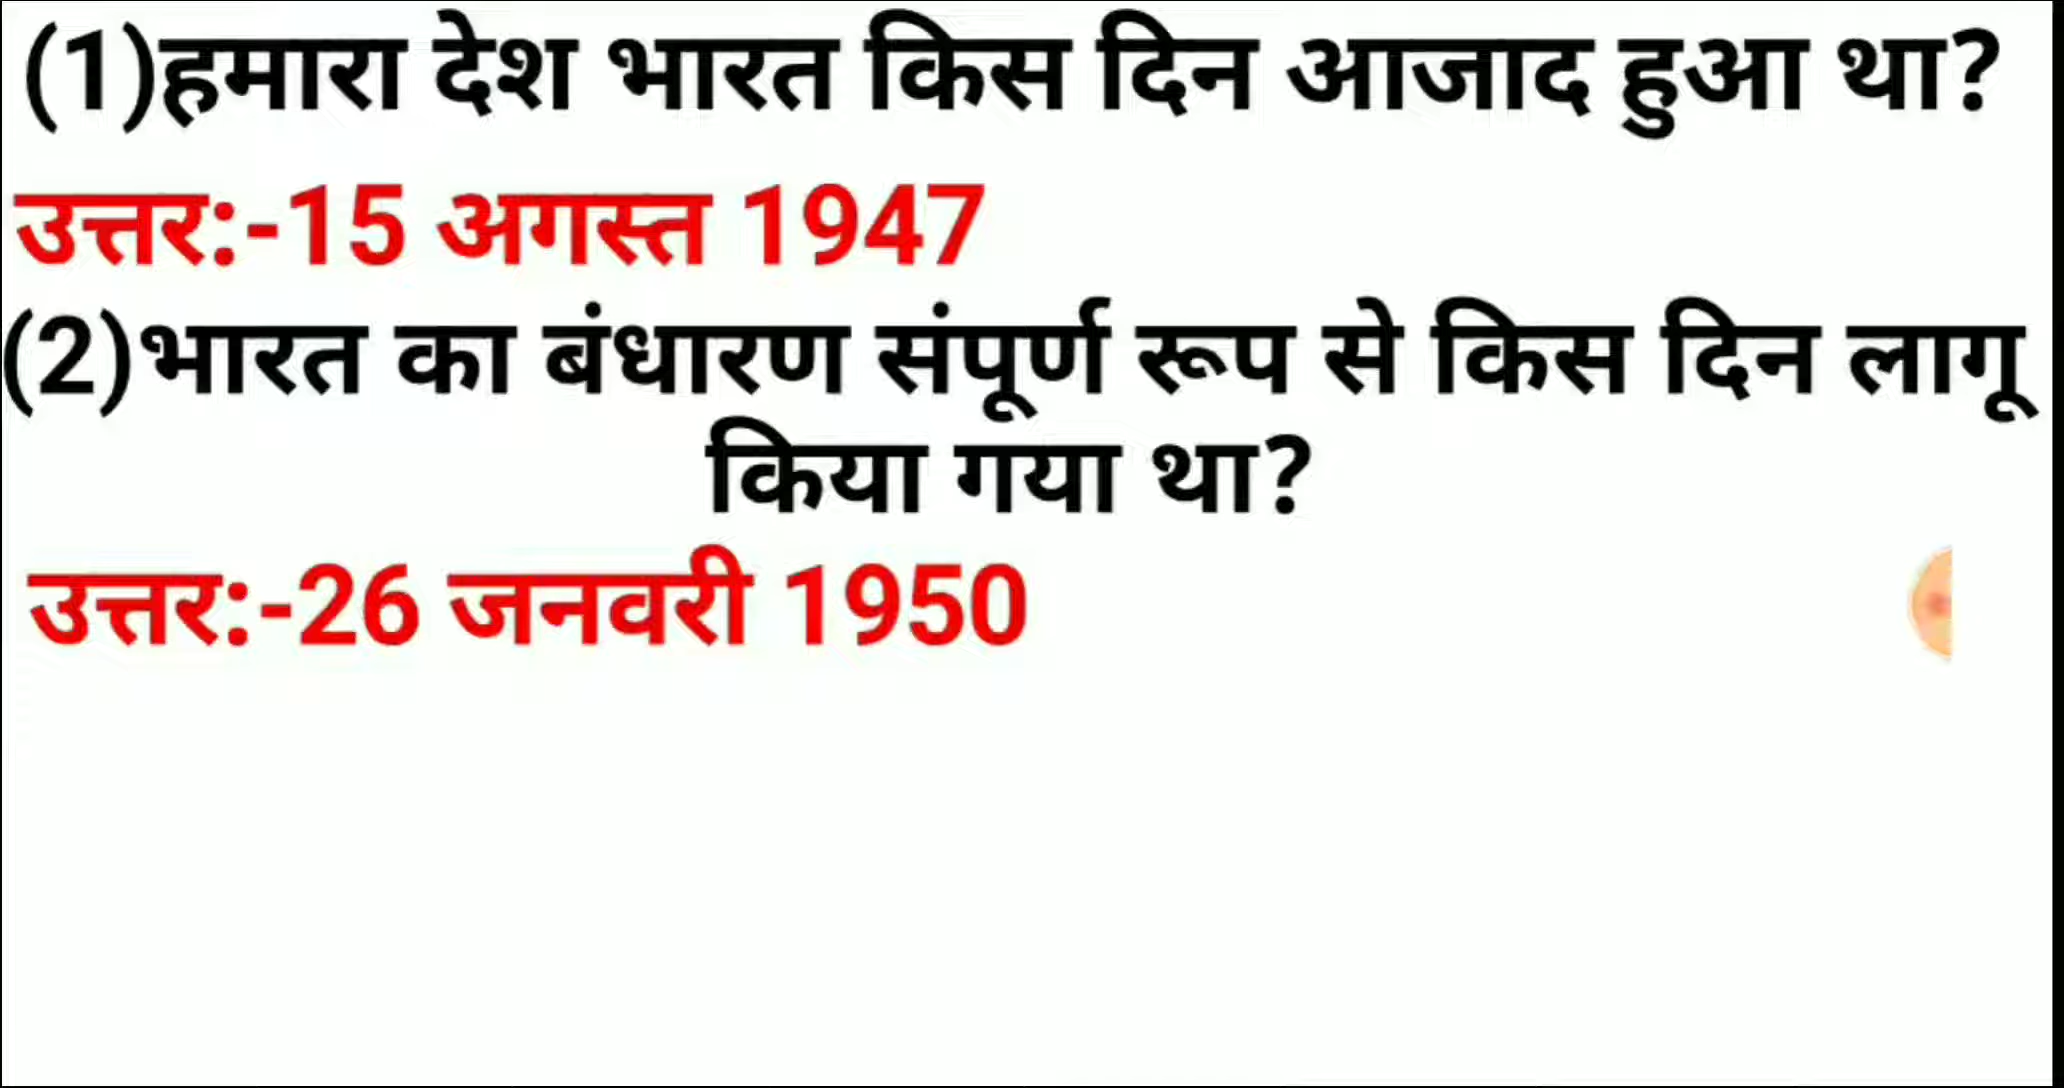 (1)हमारा देश भारत किस दिन आजाद हुआ था?
उत्तर:-15 अगस्त 1947
(2)भारत का बंधारण संपूर्ण रूप से किस दिन लागू
किया गया था?
उत्तर:-26 जनवरी 1950